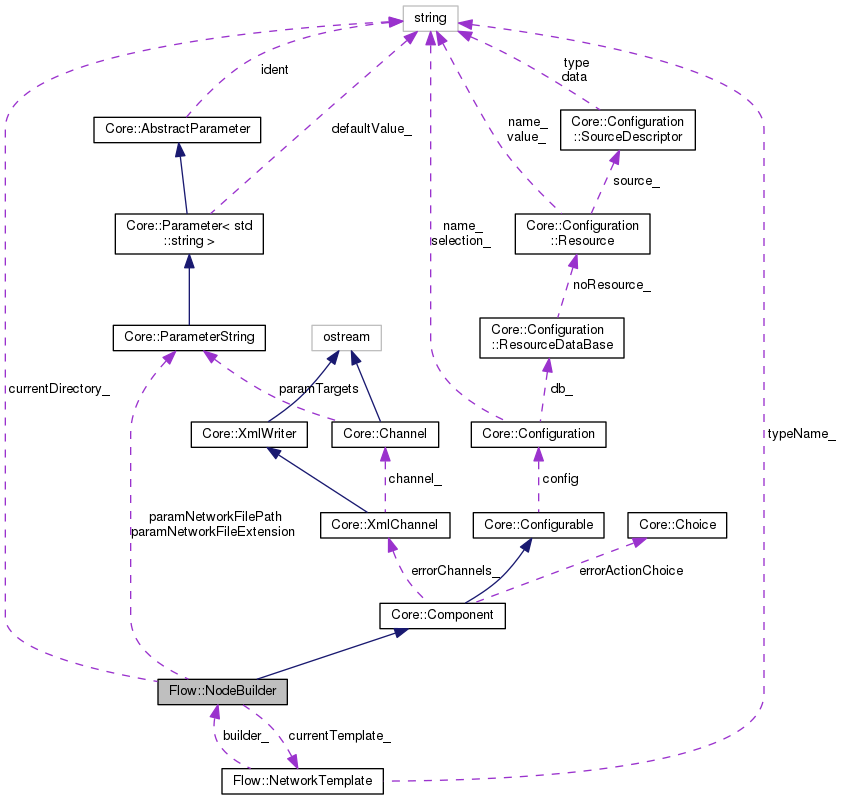 string
type
data
ident
Core::AbstractParameter
defaultValue_
name_
value_
Core::Configuration
::SourceDescriptor
source_
Core::Parameter< std
::string >
name_
selection_
Core::Configuration
::Resource
noResource_
Core::ParameterString
ostream
Core::Configuration
::ResourceDataBase
currentDirectory_
paramTargets
db_
Core::XmlWriter
Core::Channel
Core::Configuration
typeName_
channel_
config
paramNetworkFilePath
paramNetworkFileExtension
Core::XmlChannel
Core::Configurable
Core::Choice
errorChannels_
errorActionChoice
Core::Component
Flow::NodeBuilder
builder_
currentTemplate_
Flow::NetworkTemplate